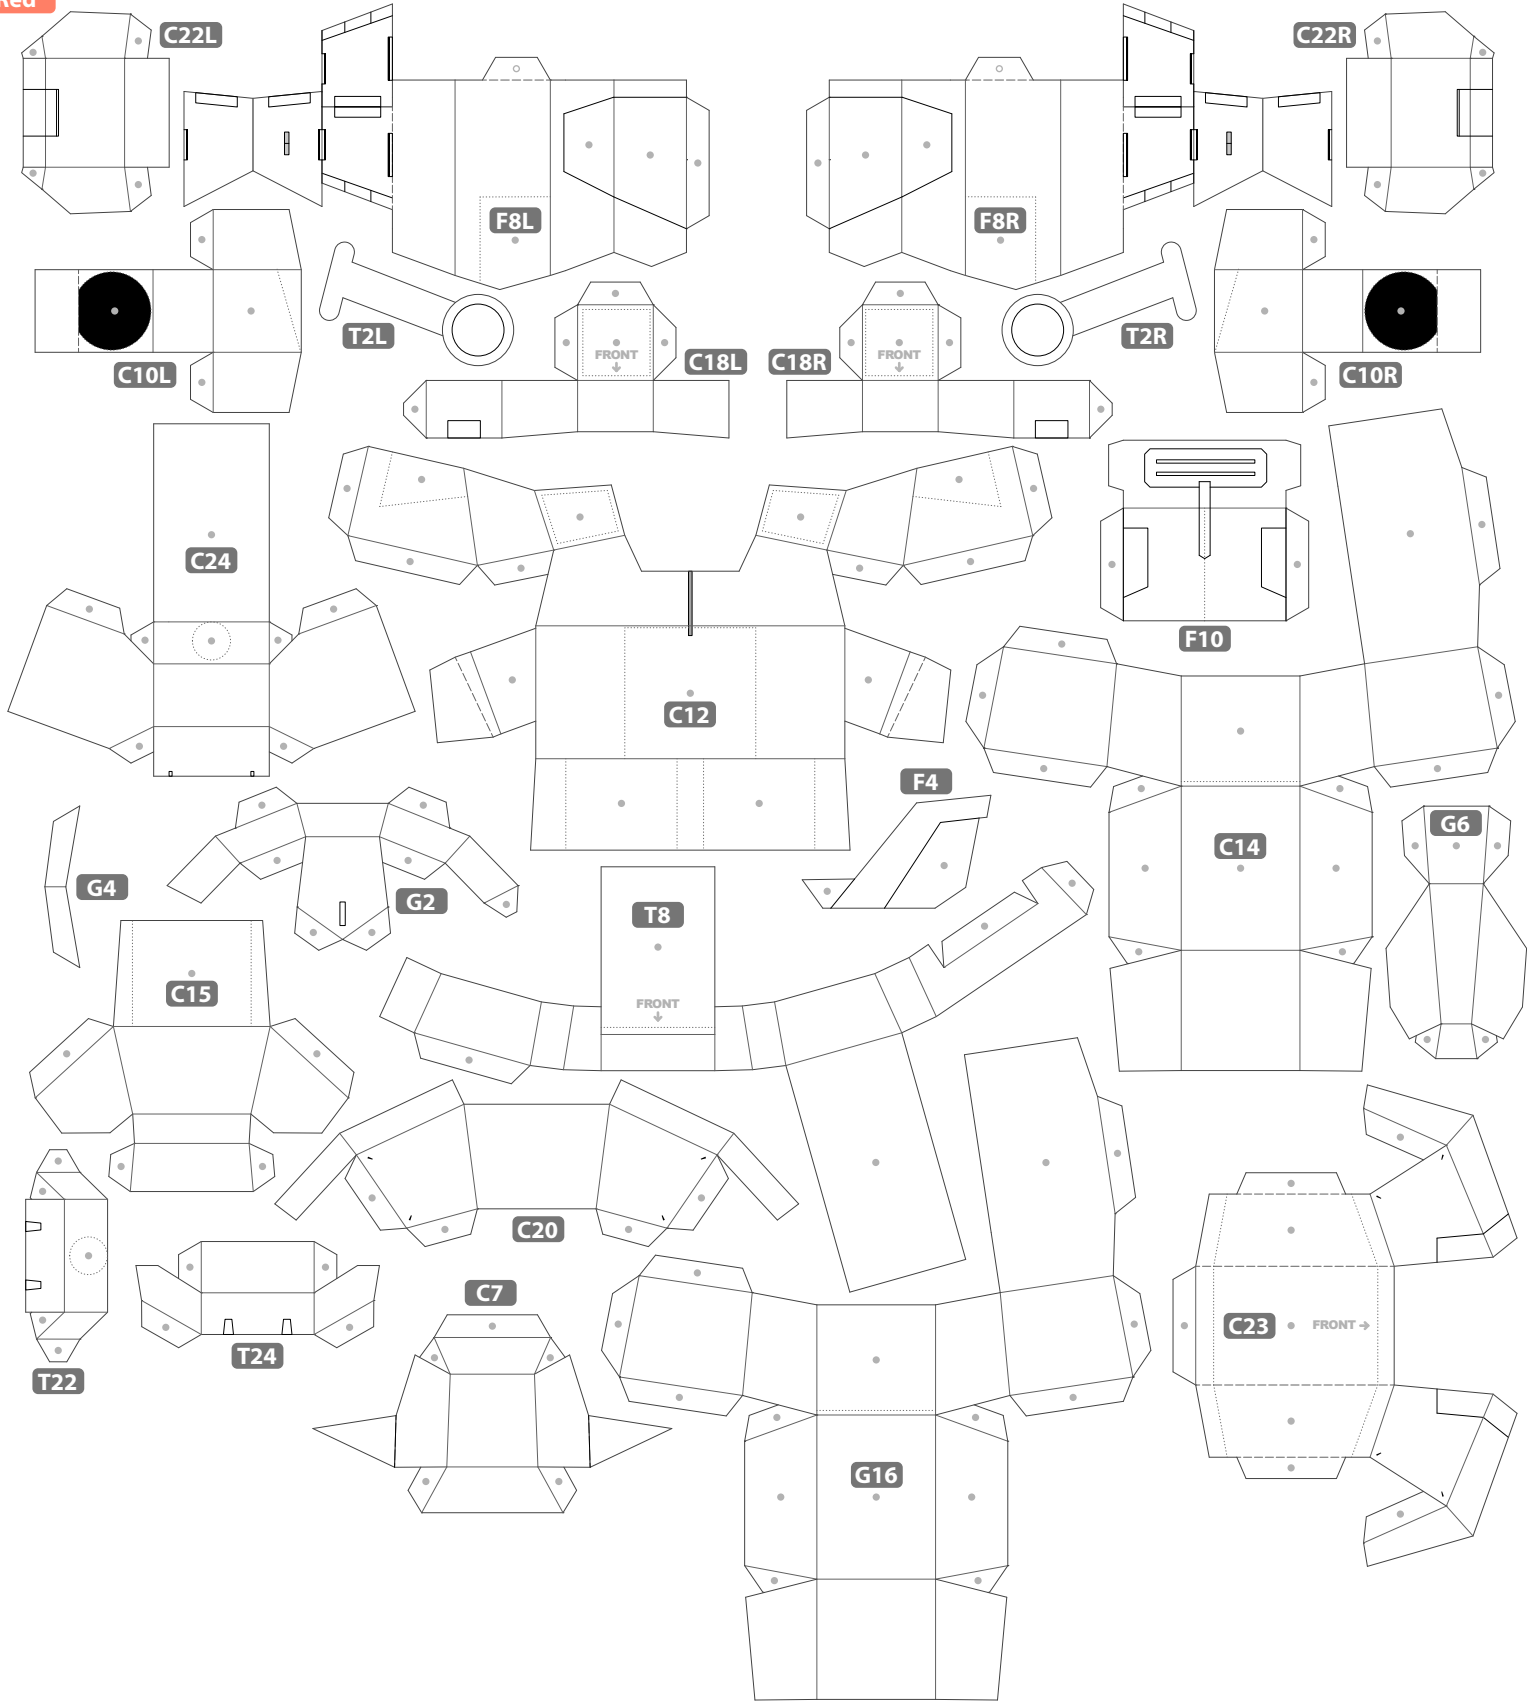 Red
C22L
C22R
F8L
F8R
T2L
T2R
FRONT
C18L
C18R
FRONT
C10L
C10R
C24
F10
C12
F4
G6
C14
G4
G2
T8
C15
FRONT
C20
C7
C23
FRONT
T24
T22
G16